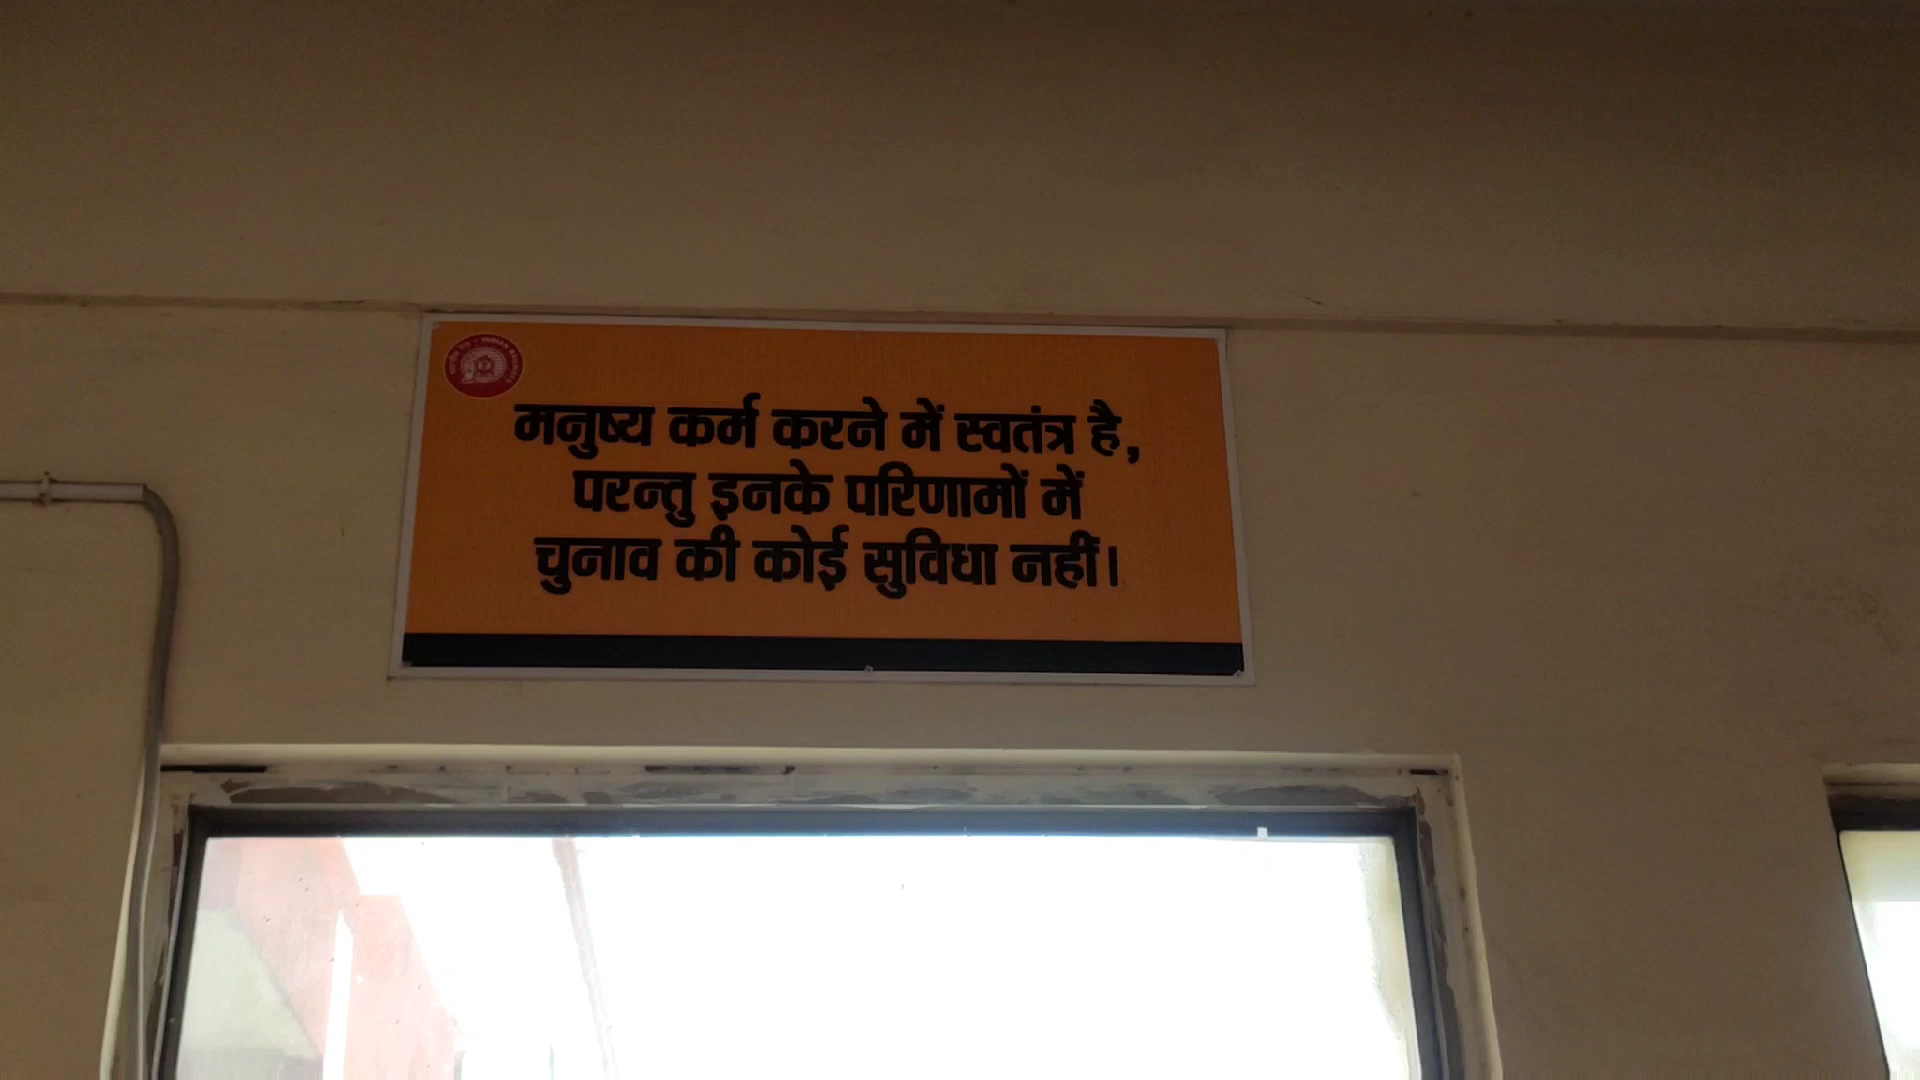 मनुष्य कर्म करने में स्वतंत्र है,
परन्तु इनके परिणामों में
चुनाव की कोई सुविधा नहीं।